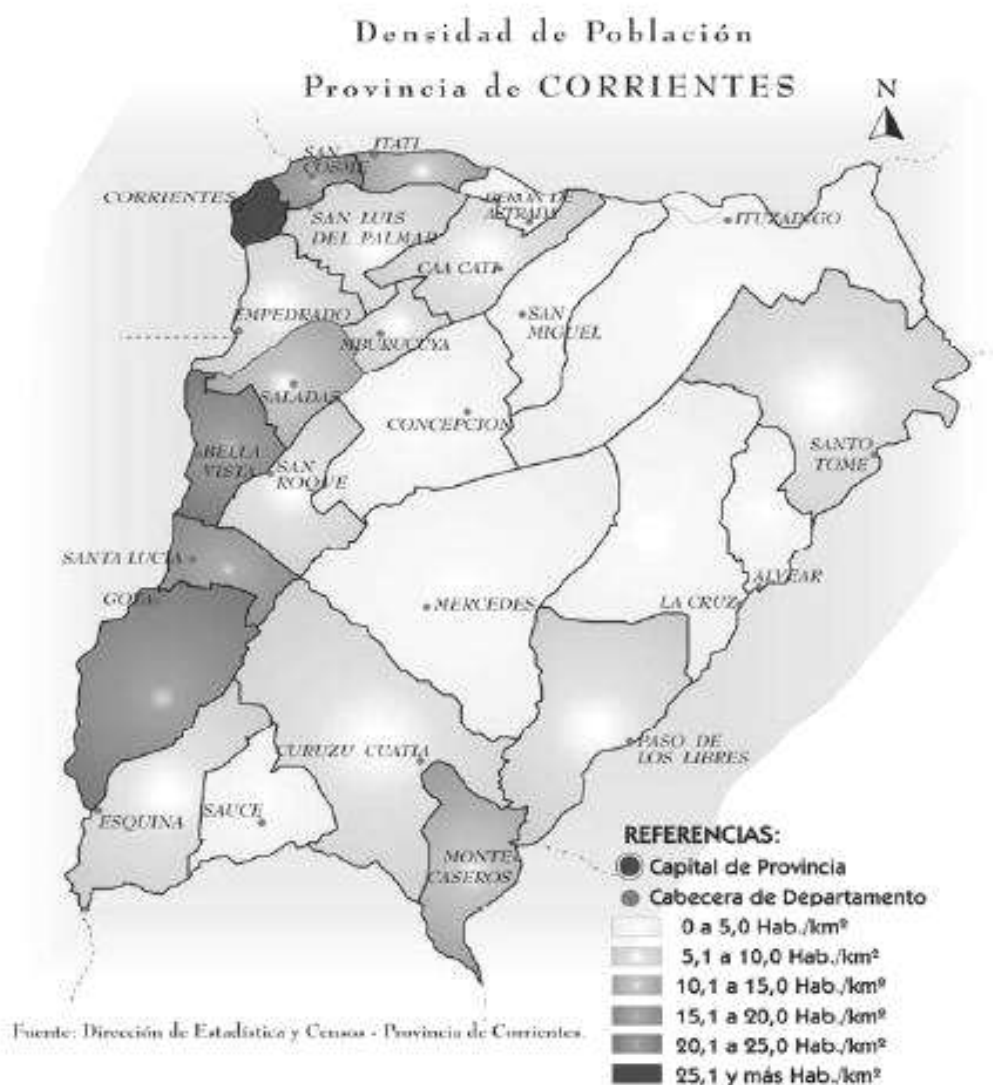 Densidad de Población
Provincia de CORRIENTES
N
ITATI
SAN
COSME
CORRIENTES
SAN LUIS
DEL PALMAR
BERON DE
ASTRADA
ITUZAINGO
CAA CATI
EMPEDRADO
SAN
MIGUEL
MBURUCUYA
SALADAS
CONCEPCION
BELLA
VISTA
SAN
ROQUE
SANTO
TOME
SANTA LUCIA
ALVEAR
GOYA
MERCEDES
LA CRUZ
CURUZU CUATIA
PASO DE
LOS LIBRES
ESQUINA
SAUCE
MONTE
CASEROS
REFERENCIAS:
Capital de Provincia
Cabecera de Departamento
0 a 5,0 Hab./km²
5,1 a 10,0 Hab./km²
10,1 a 15,0 Hab./km²
15,1 a 20,0 Hab./km²
20,1 a 25,0 Hab./km²
25,1 y más Hab./km²
Fuente: Dirección de Estadística y Censos - Provincia de Corrientes.